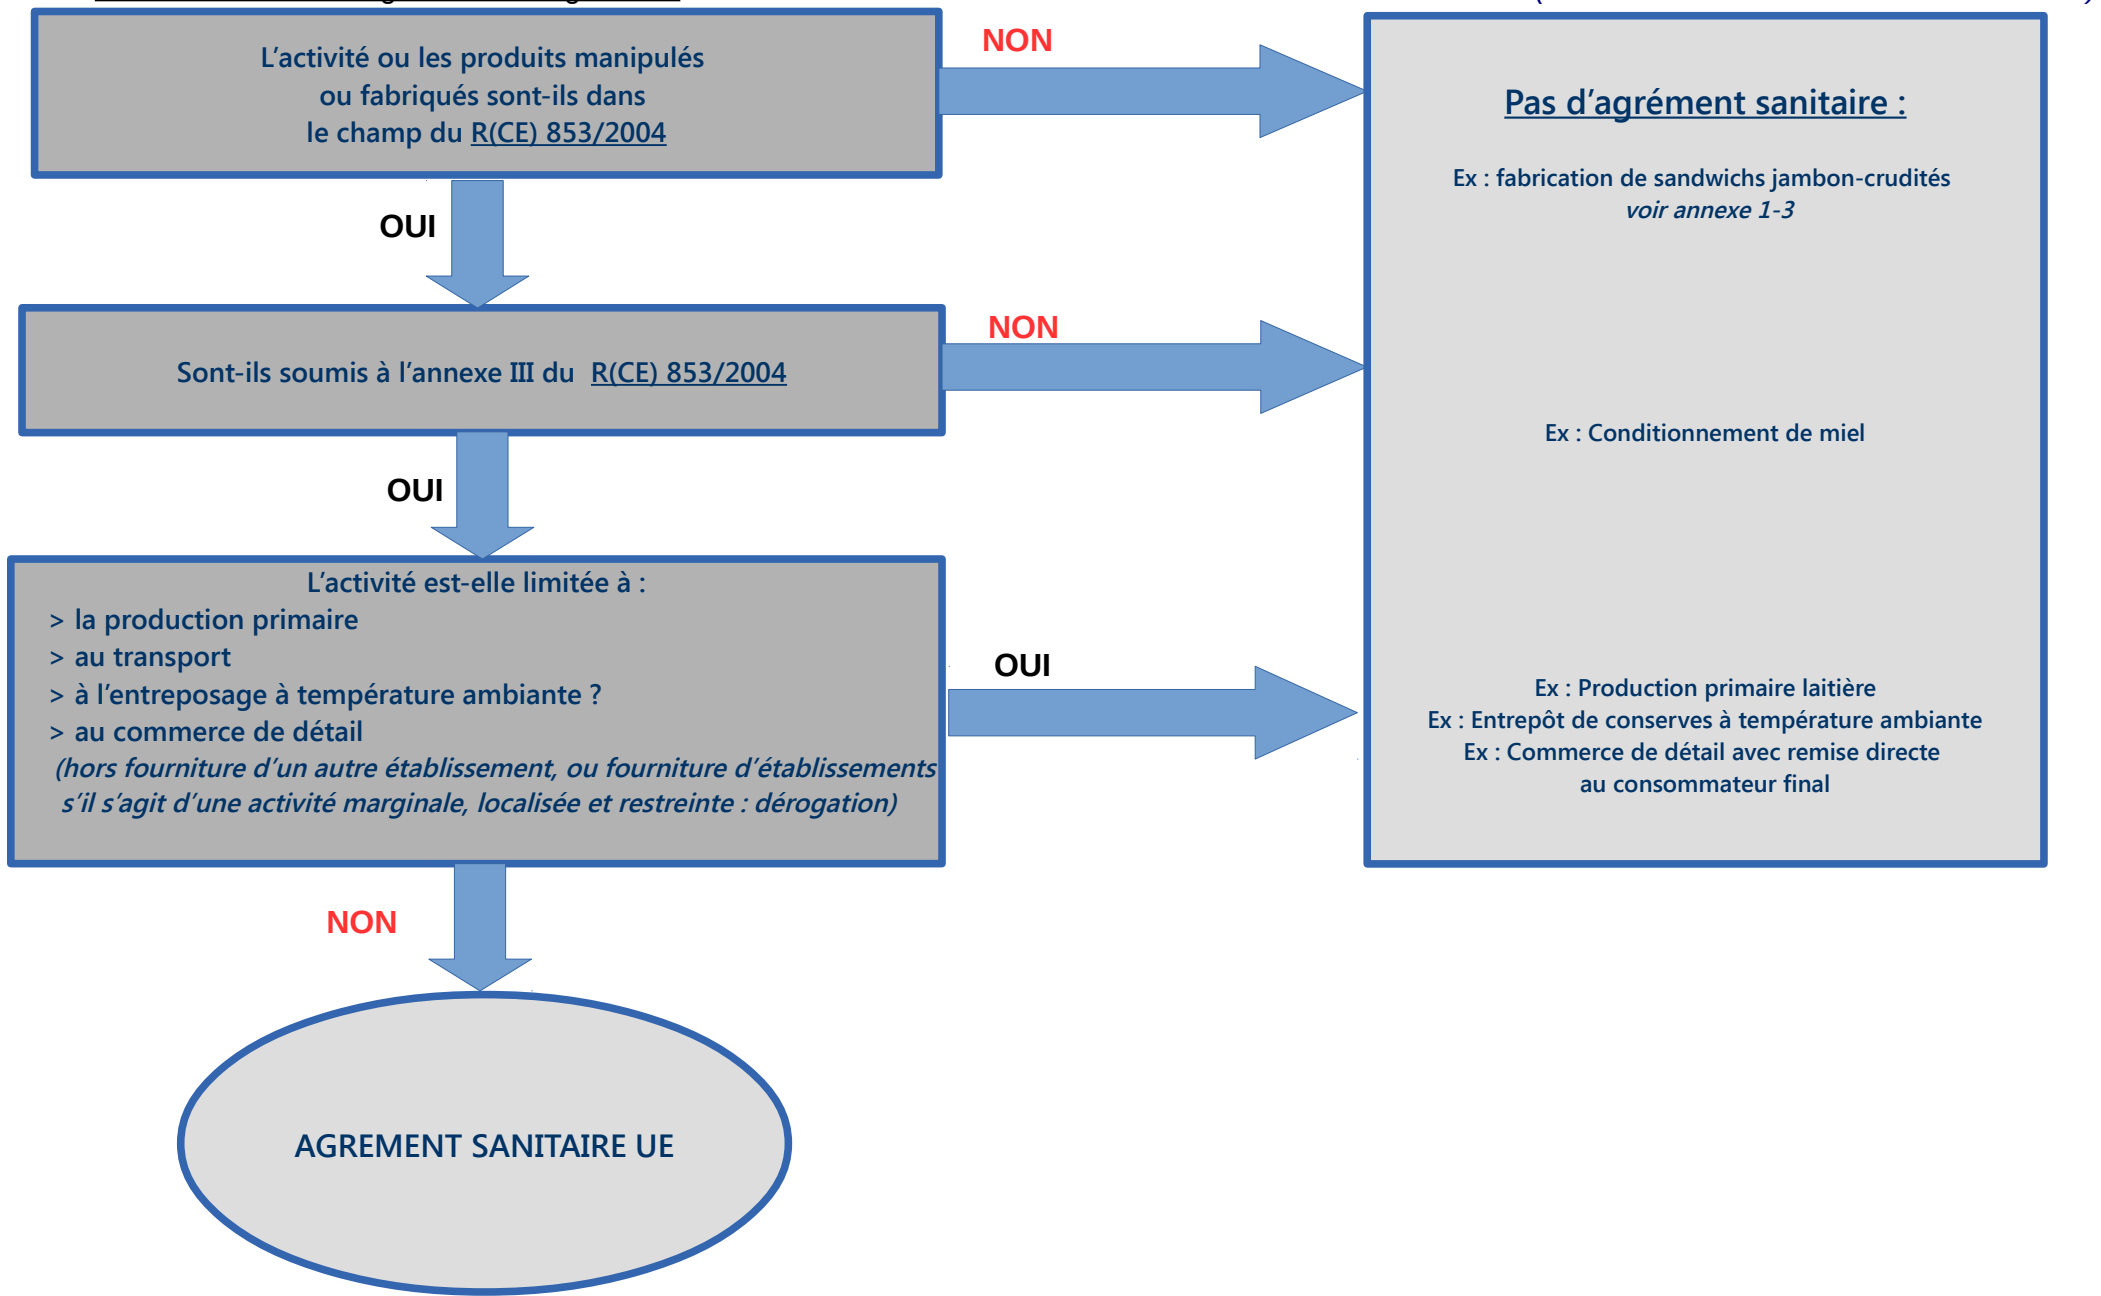 L’activité ou les produits manipulés
ou fabriqués sont-ils dans
le champ du R(CE) 853/2004
NON
OUI
Sont-ils soumis à l’annexe III du R(CE) 853/2004
NON
OUI
L’activité est-elle limitée à :
> la production primaire
> au transport
> à l’entreposage à température ambiante ?
> au commerce de détail
(hors fourniture d’un autre établissement, ou fourniture d’établissements
s’il s’agit d’une activité marginale, localisée et restreinte : dérogation)
OUI
NON
AGREMENT SANITAIRE UE
Pas d’agrément sanitaire :
Ex : fabrication de sandwichs jambon-crudités
voir annexe 1-3
Ex : Conditionnement de miel
Ex : Production primaire laitière
Ex : Entrepôt de conserves à température ambiante
Ex : Commerce de détail avec remise directe
au consommateur final